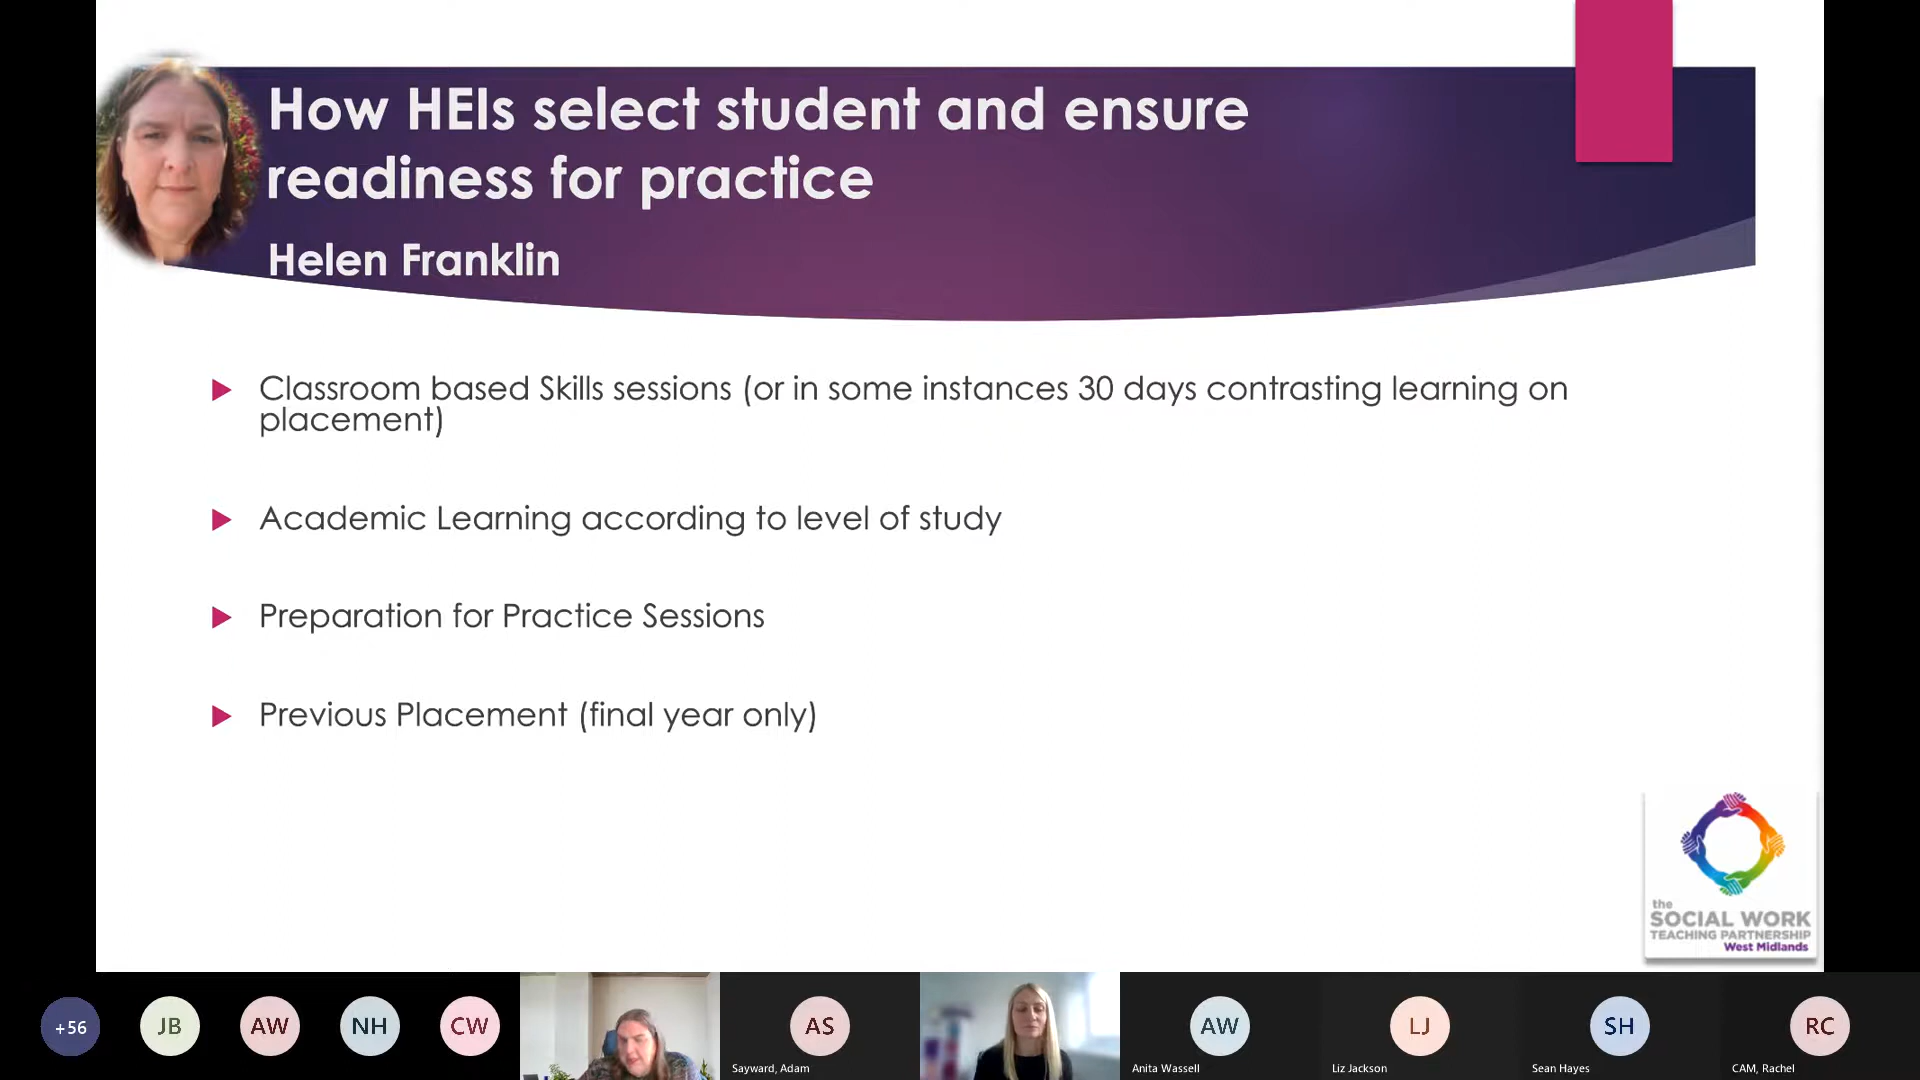 How HEIs select student and ensure
readiness for practice
Helen Franklin
Classroom based Skills sessions (or in some instances 30 days contrasting learning on
placement)
Academic Learning according to level of study
Preparation for Practice Sessions
Previous Placement (final year only)
the
SOCIAL WORK
TEACHING PARTNERSHIP
West Midlands
+56
JB
AW
NH
CW
AS
Sayward, Adam
AW
Anita Wassell
LJ
Liz Jackson
SH
Sean Hayes
RC
CAM, Rachel